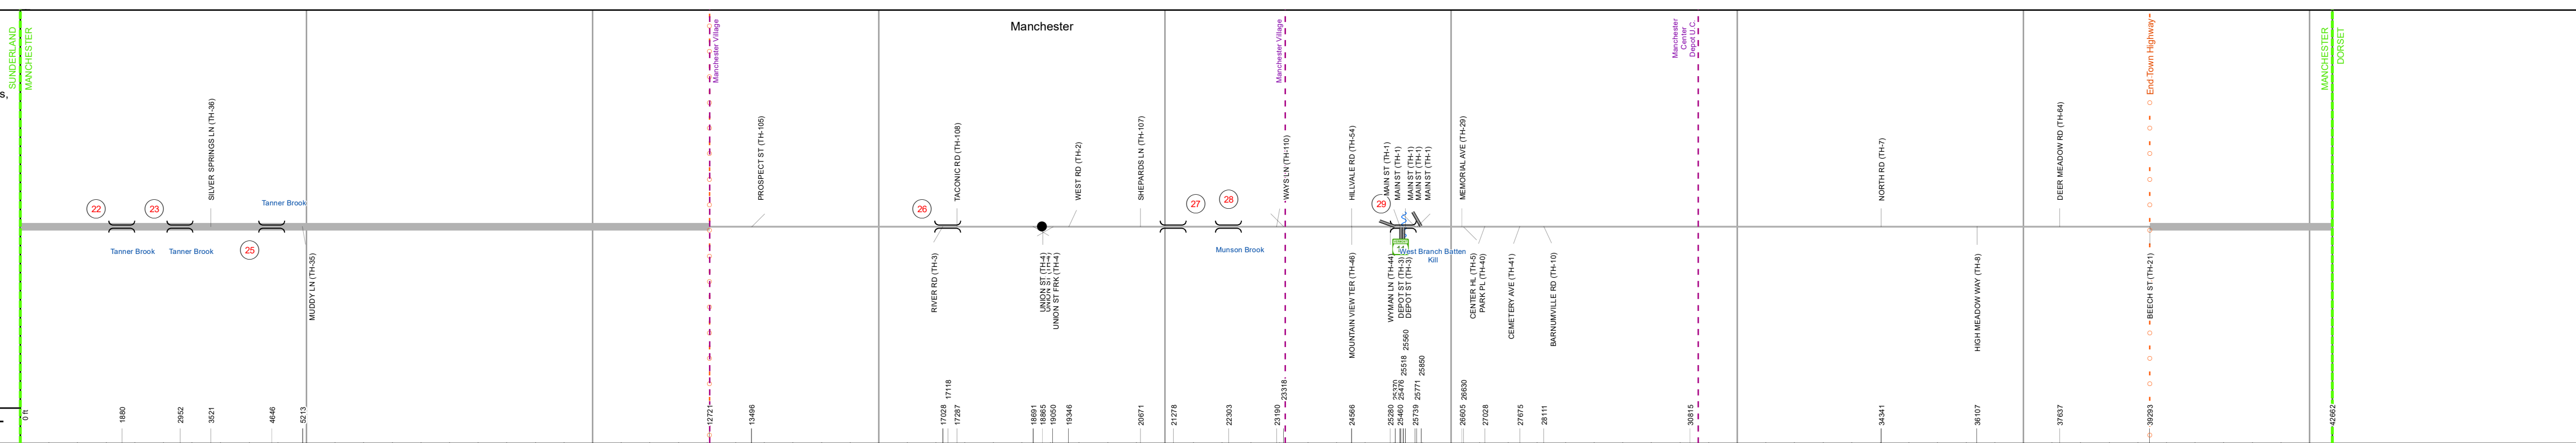 Manchester
SUNDERLAND
MANCHESTER
Manchester Village
Manchester Village
Manchester
Center
Depot U.C.
End Town Highway
MANCHESTER
DORSET
S,
SILVER SPRINGS LN (TH-36)
PROSPECT ST (TH-105)
TACONIC RD (TH-108)
WEST RD (TH-2)
SHEPARDS LN (TH-107)
WAYS LN (TH-110)
HILLVALE RD (TH-54)
MAIN ST (TH-1)
MAIN ST (TH-1)
MAIN ST (TH-1)
MAIN ST (TH-1)
MAIN ST (TH-1)
MEMORIAL AVE (TH-29)
NORTH RD (TH-7)
DEER MEADOW RD (TH-64)
22
23
Tanner Brook
26
27
28
29
Tanner Brook
Tanner Brook
25
Munson Brook
West Branch Batten
Kill
MUDDY LN (TH-35)
RIVER RD (TH-3)
UNION ST (TH-4)
UNION ST FRK (TH-4)
MOUNTAIN VIEW TER (TH-46)
WYMAN LN (TH-44)
DEPOT ST (TH-3)
DEPOT ST (TH-3)
CENTER HL (TH-5)
PARK PL (TH-40)
CEMETERY AVE (TH-41)
BARNUMVILLE RD (TH-10)
HIGH MEADOW WAY (TH-8)
BEECH ST (TH-21)
0 ft
1880
2952
3521
4646
5213
12721
13496
17028
17118
17287
18691
18865
19050
19346
20671
21278
22303
23190
23318
24566
25280
25370
25460
25476
25518
25560
25739
25771
25850
26605
26630
27028
27675
28111
30815
34341
36107
37637
39293
42662